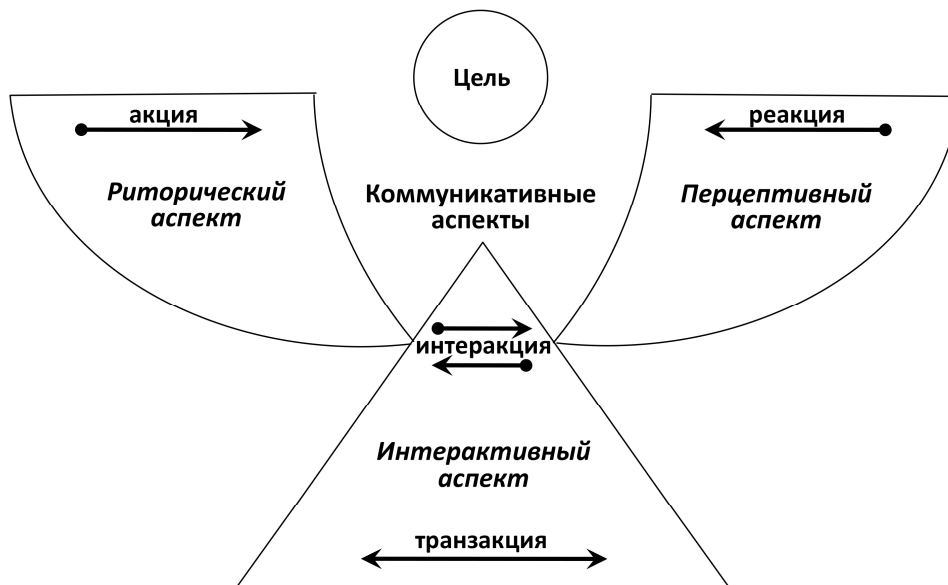 Цель
акция
реакция
Риторический
аспект
Коммуникативные
аспекты
Перцептивный
аспект
интеракция
Интерактивный
аспект
транзакция